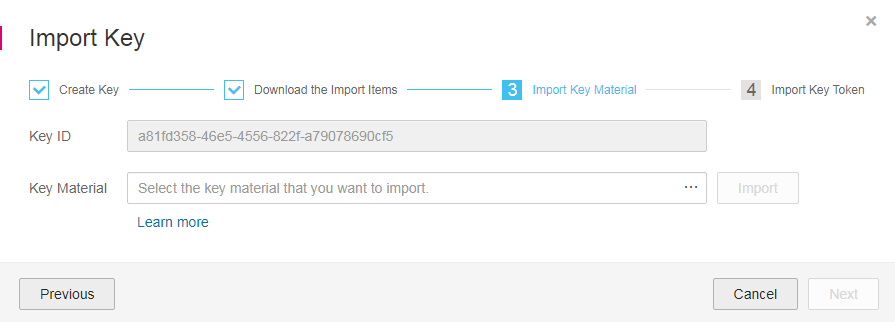 Import Key
Create Key
Download the Import Items
3 Import Key Material
4 Import Key Token
Key ID a81fd358-46e5-4556-822f-a79078690cf5
Key Material Select the key material that you want to import. ... Import
Learn more
Previous Cancel Next